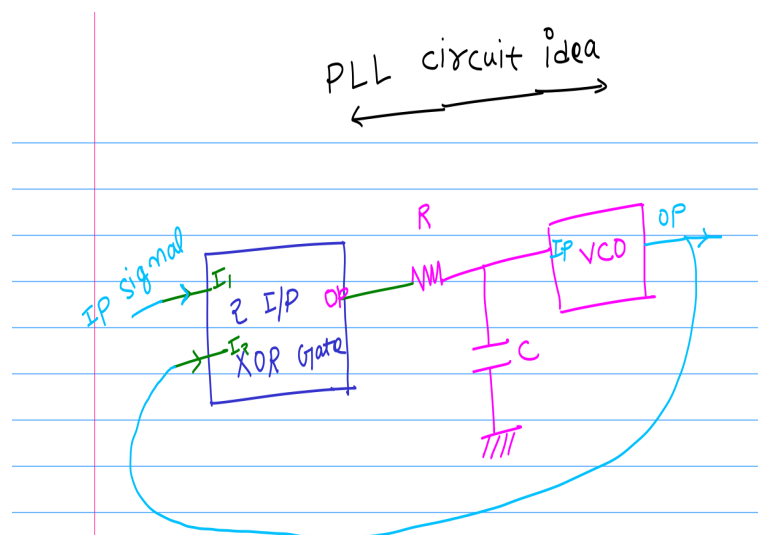 PLL circuit idea
R
OP
IP signal
I1
2 I/P
OP
IP
VCO
I2
XOR Gate
C